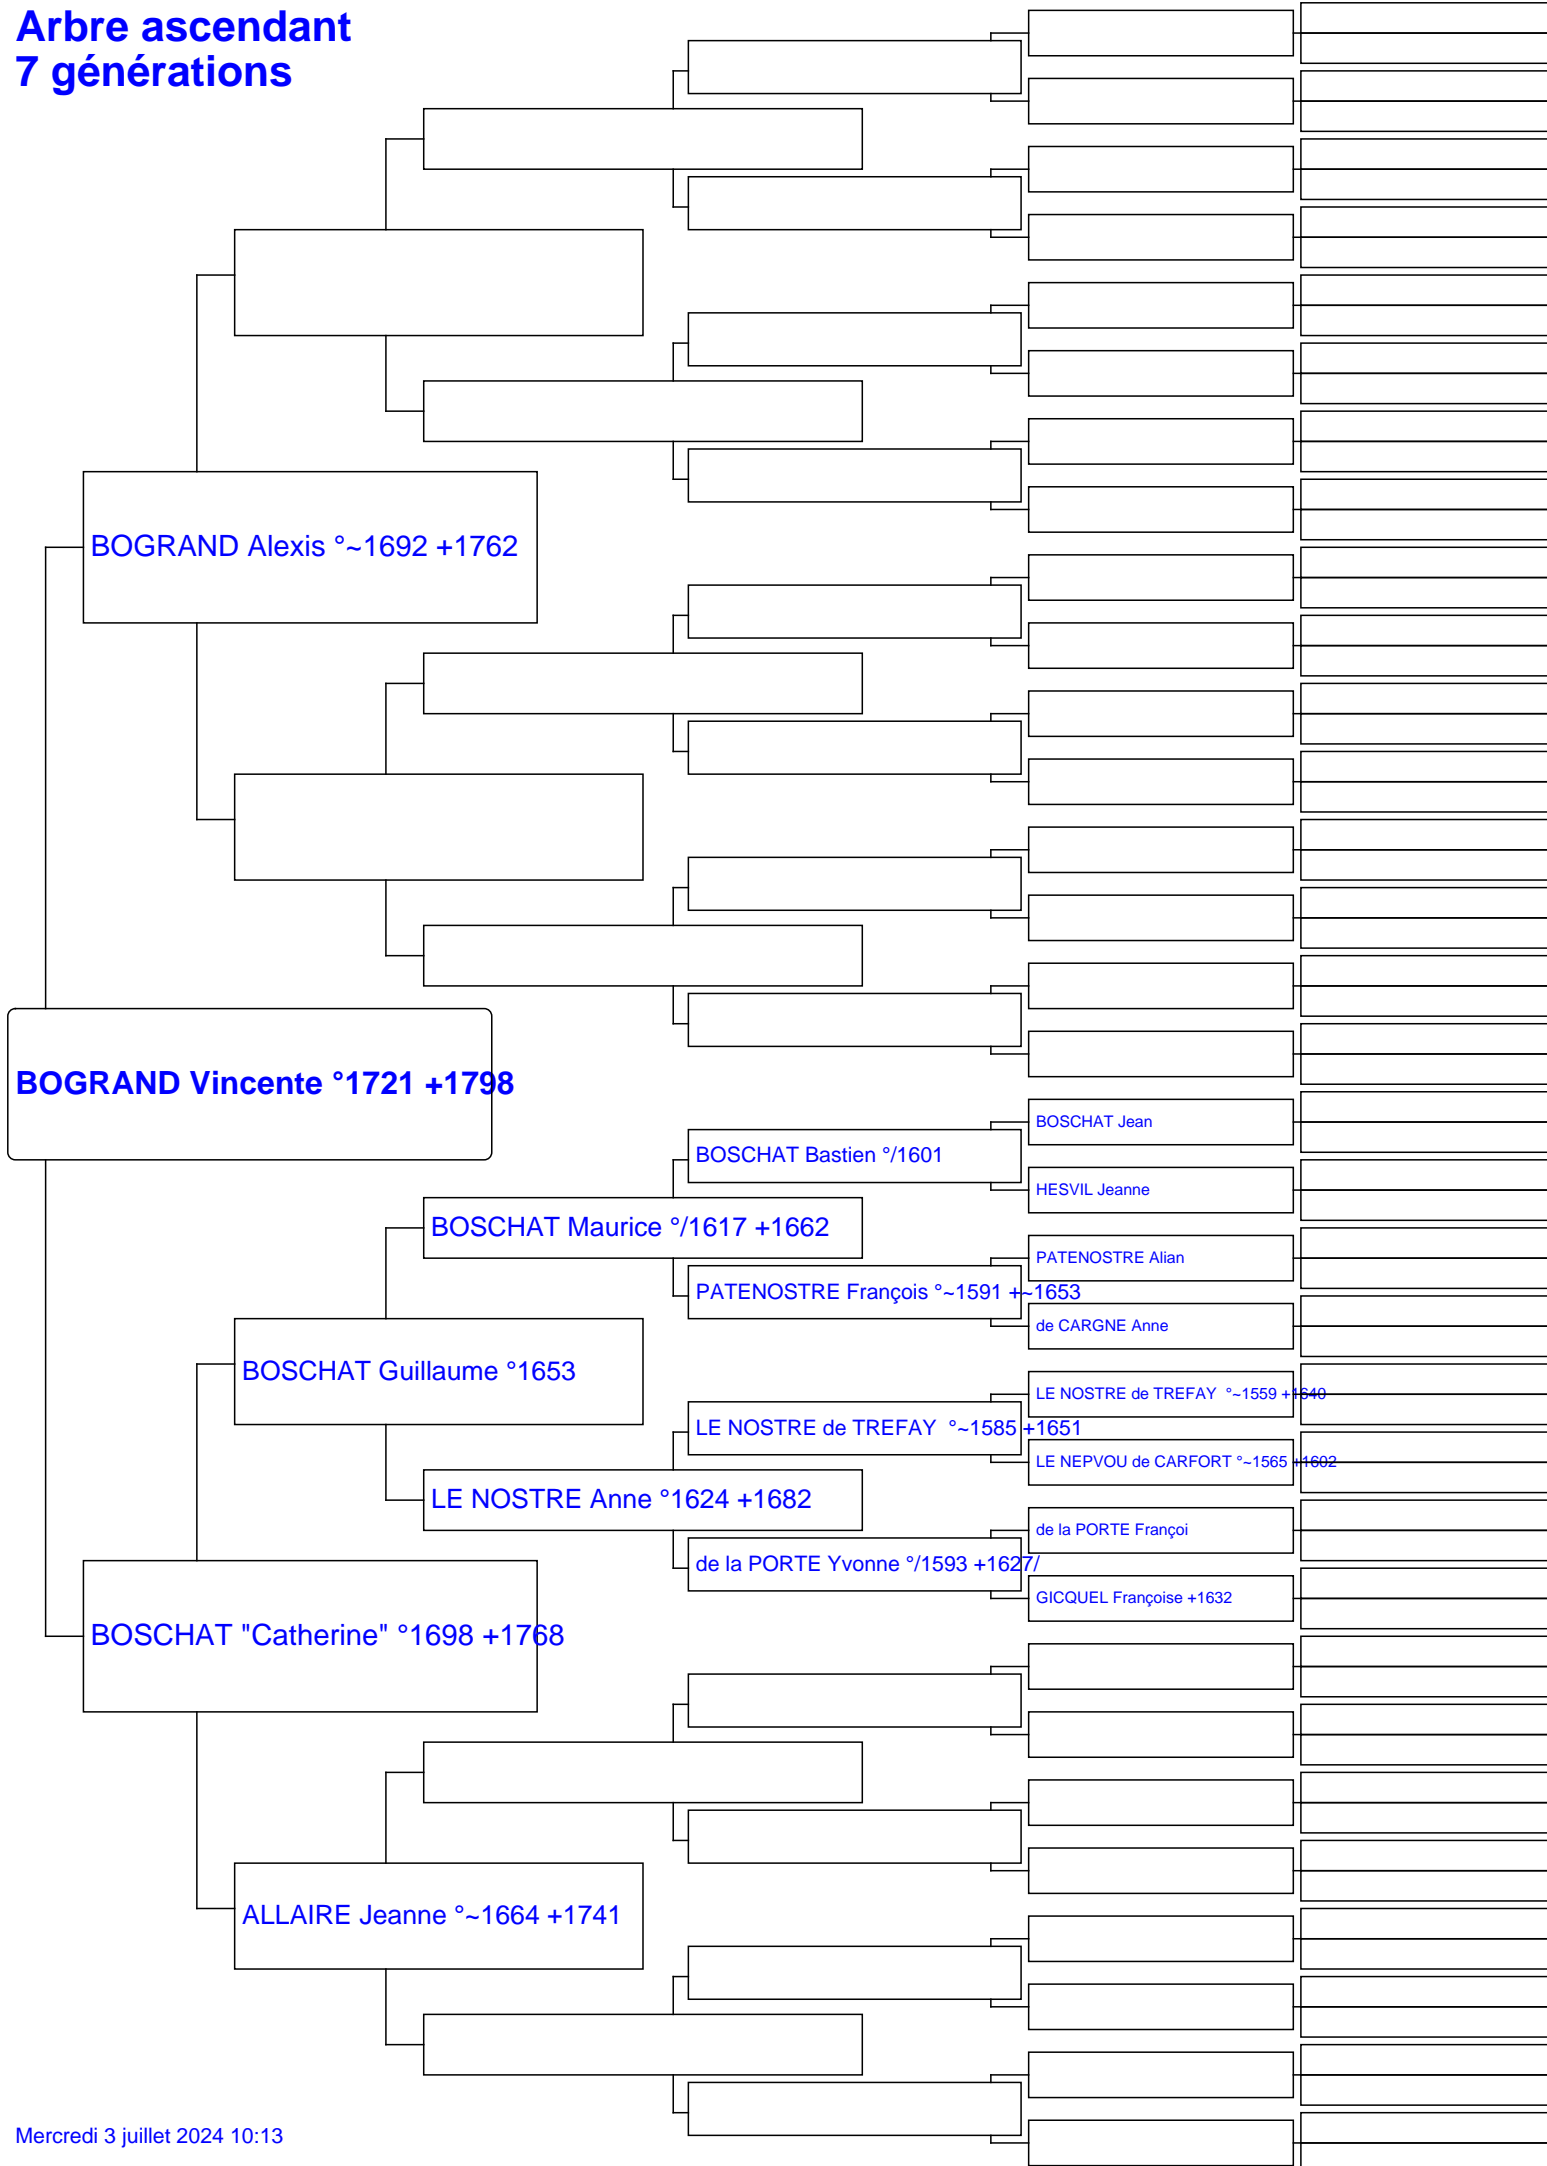 Arbre ascendant
7 générations
BOGRAND Alexis °~1692 +1762
BOGRAND Vincente °1721 +1798
BOSCHAT Jean
BOSCHAT Bastien °/1601
HESVIL Jeanne
BOSCHAT Maurice °/1617 +1662
PATENOSTRE Alian
PATENOSTRE François °~1591 +~1653
de CARGNE Anne
BOSCHAT Guillaume °1653
LE NOSTRE de TREFAY °~1559 +1640
LE NOSTRE de TREFAY °~1585 +1651
LE NEPVOU de CARFORT °~1565 +1602
LE NOSTRE Anne °1624 +1682
de la PORTE Françoi
de la PORTE Yvonne °/1593 +1627/
GICQUEL Françoise +1632
BOSCHAT "Catherine" °1698 +1768
ALLAIRE Jeanne °~1664 +1741
Mercredi 3 juillet 2024 10:13